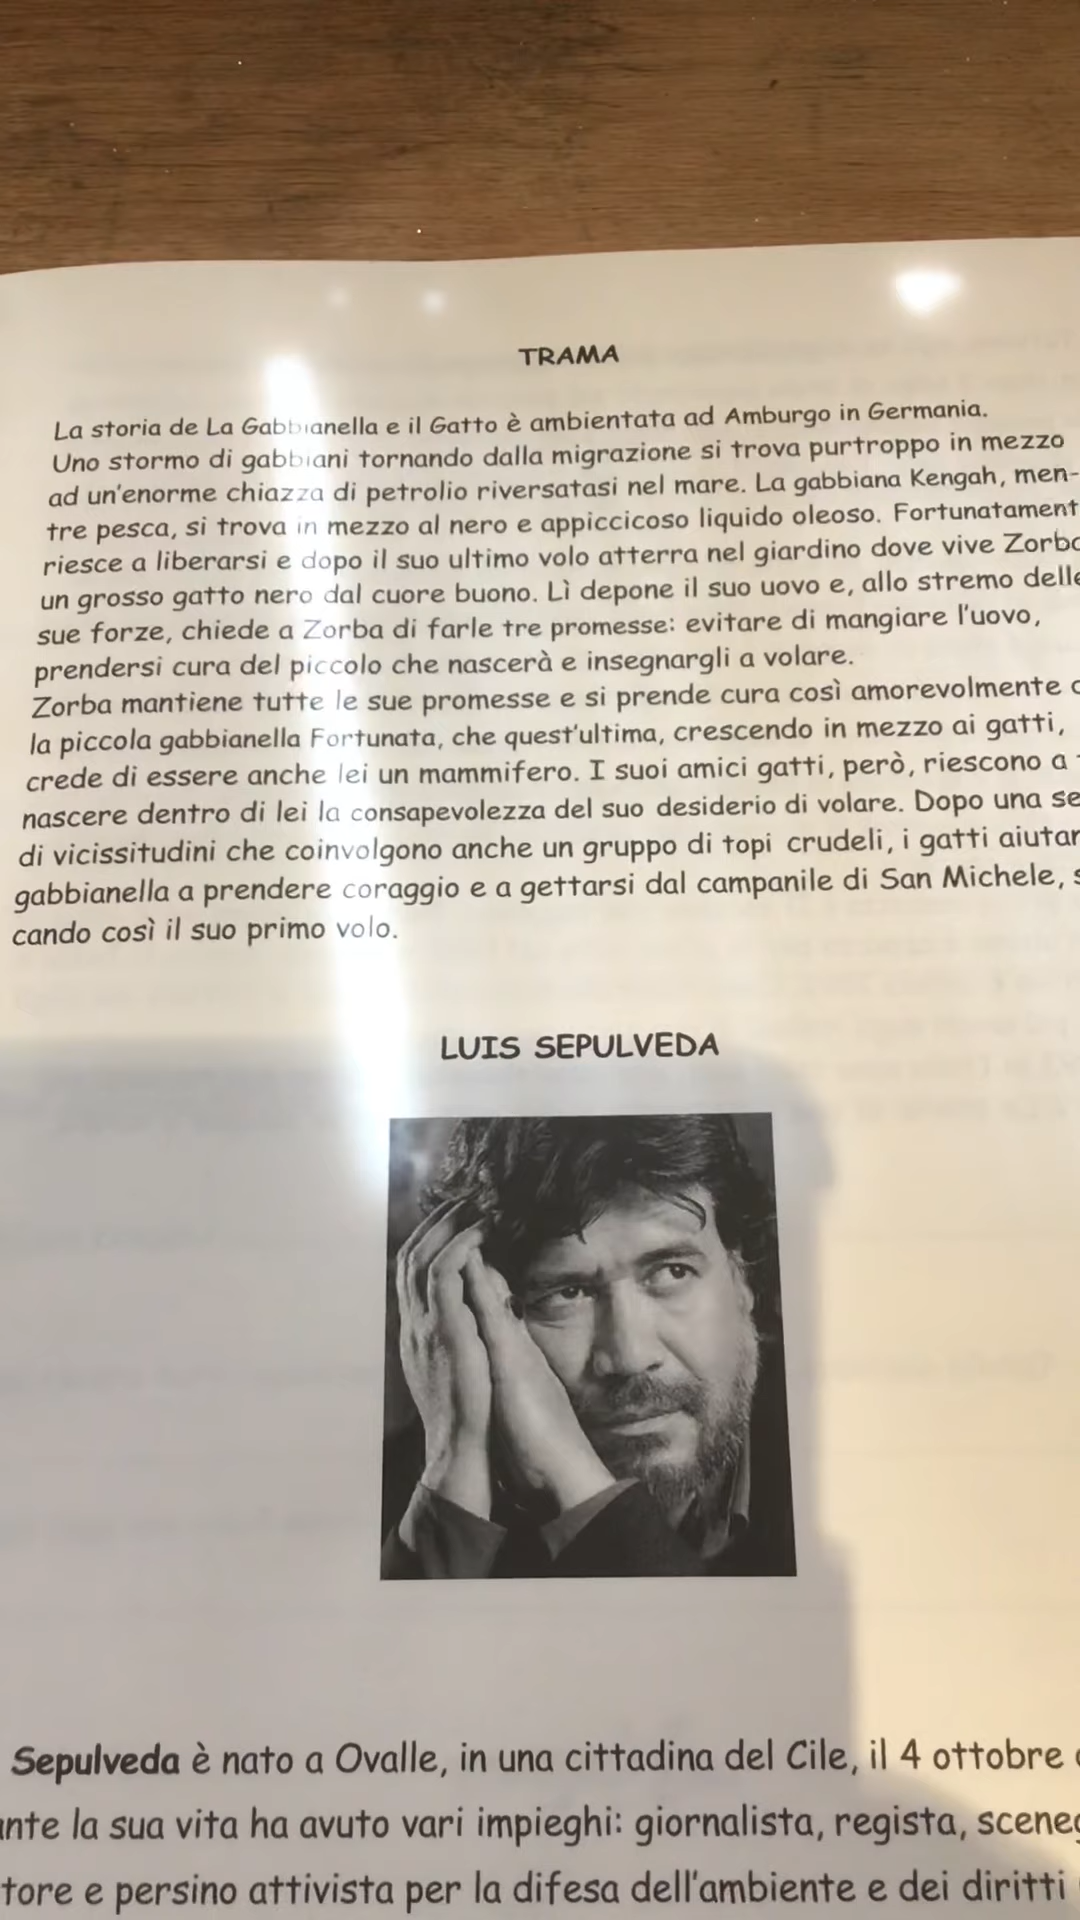 TRAMA
La storia de La Gabbianella e il Gatto è ambientata ad Amburgo in Germania.
Uno stormo di gabbiani tornando dalla migrazione si trova purtroppo in mezzo
ad un'enorme chiazza di petrolio riversatasi nel mare. La gabbiana Kengah, men-
tre pesca, si trova in mezzo al nero e appiccicoso liquido oleoso. Fortunatament
riesce a liberarsi e dopo il suo ultimo volo atterra nel giardino dove vive Zorba
un grosso gatto nero dal cuore buono. Lì depone il suo uovo e, allo stremo delle
sue forze, chiede a Zorba di farle tre promesse: evitare di mangiare l'uovo,
prendersi cura del piccolo che nascerà e insegnargli a volare.
Zorba mantiene tutte le sue promesse e si prende cura così amorevolmente
la piccola gabbianella Fortunata, che quest'ultima, crescendo in mezzo ai gatti,
crede di essere anche lei un mammifero. I suoi amici gatti, però, riescono a
nascere dentro di lei la consapevolezza del suo desiderio di volare. Dopo una se
di vicissitudini che coinvolgono anche un gruppo di topi crudeli, i gatti aiutan
gabbianella a prendere coraggio e a gettarsi dal campanile di San Michele, s
cando così il suo primo volo.
LUIS SEPULVEDA
Sepulveda è nato a Ovalle, in una cittadina del Cile, il 4 ottobre
ante la sua vita ha avuto vari impieghi: giornalista, regista, sceneg
tore e persino attivista per la difesa dell'ambiente e dei diritti